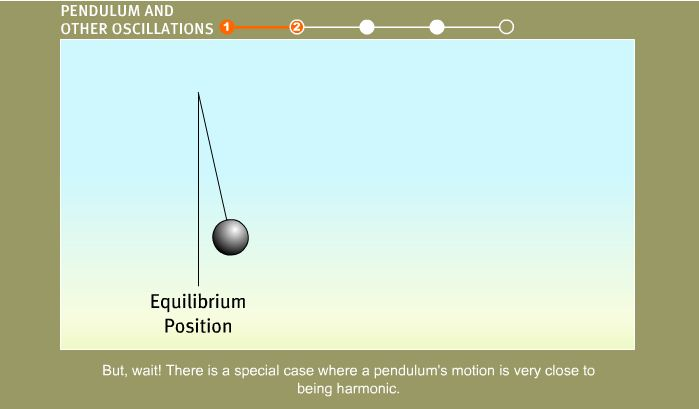 PENDULUM AND
OTHER OSCILLATIONS 1 2
Equilibrium
Position
But, wait! There is a special case where a pendulum's motion is very close to
being harmonic.